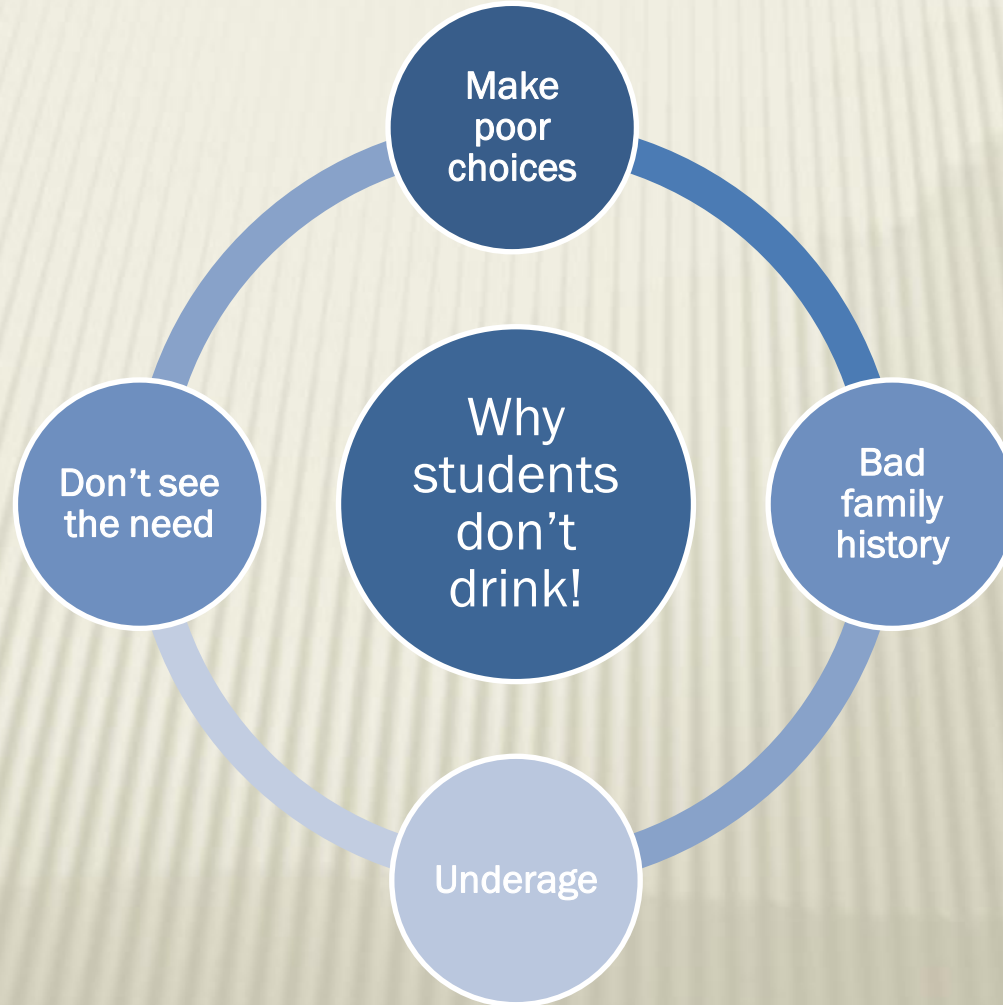 Make
poor
choices
Why
students
don’t
drink!
Don’t see
the need
Bad
family
history
Underage